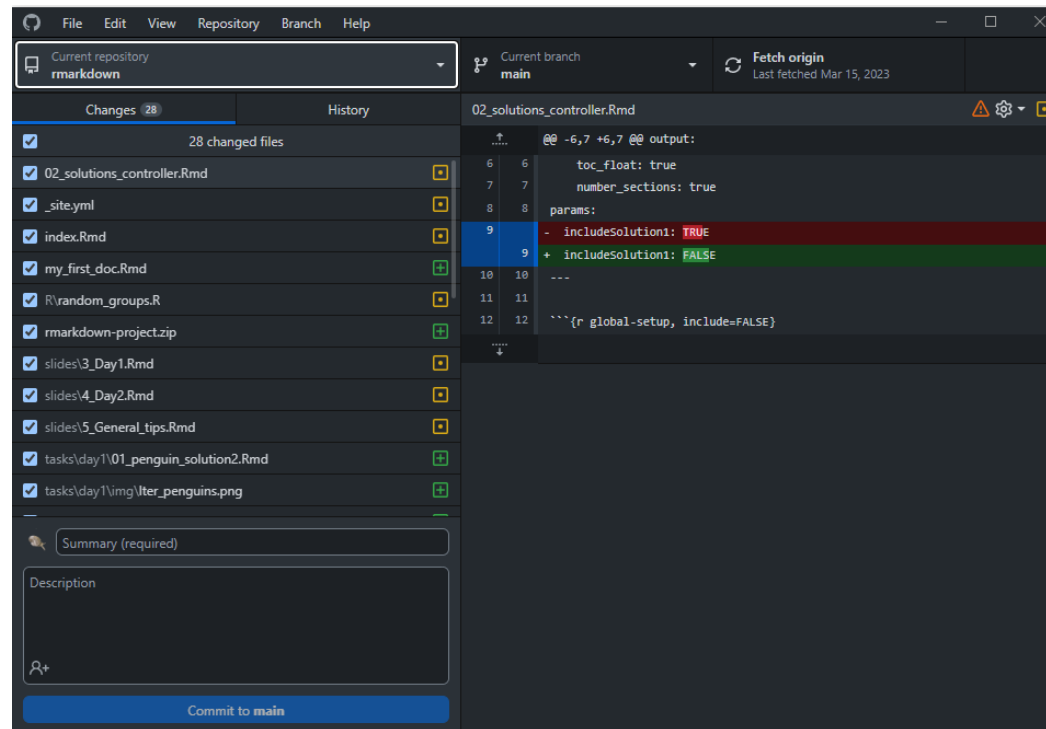 File Edit View Repository Branch Help
Current repository
rmarkdown
Current branch
main
Fetch origin
Last fetched Mar 15, 2023
Changes 28
History
28 changed files
02_solutions_controller.Rmd
_site.yml
index.Rmd
my_first_doc.Rmd
R\random_groups.R
rmarkdown-project.zip
slides\3_Day1.Rmd
slides\4_Day2.Rmd
slides\5_General_tips.Rmd
tasks\day1\01_penguin_solution2.Rmd
tasks\day1\img\lter_penguins.png
Summary (required)
Description
Commit to main
02_solutions_controller.Rmd
@@ -6,7 +6,7 @@ output:
6 6 toc_float: true
7 7 number_sections: true
8 8 params:
9 - includeSolution1: TRUE
9 + includeSolution1: FALSE
10 10 ---
11 11
12 12 ```{r global-setup, include=FALSE}